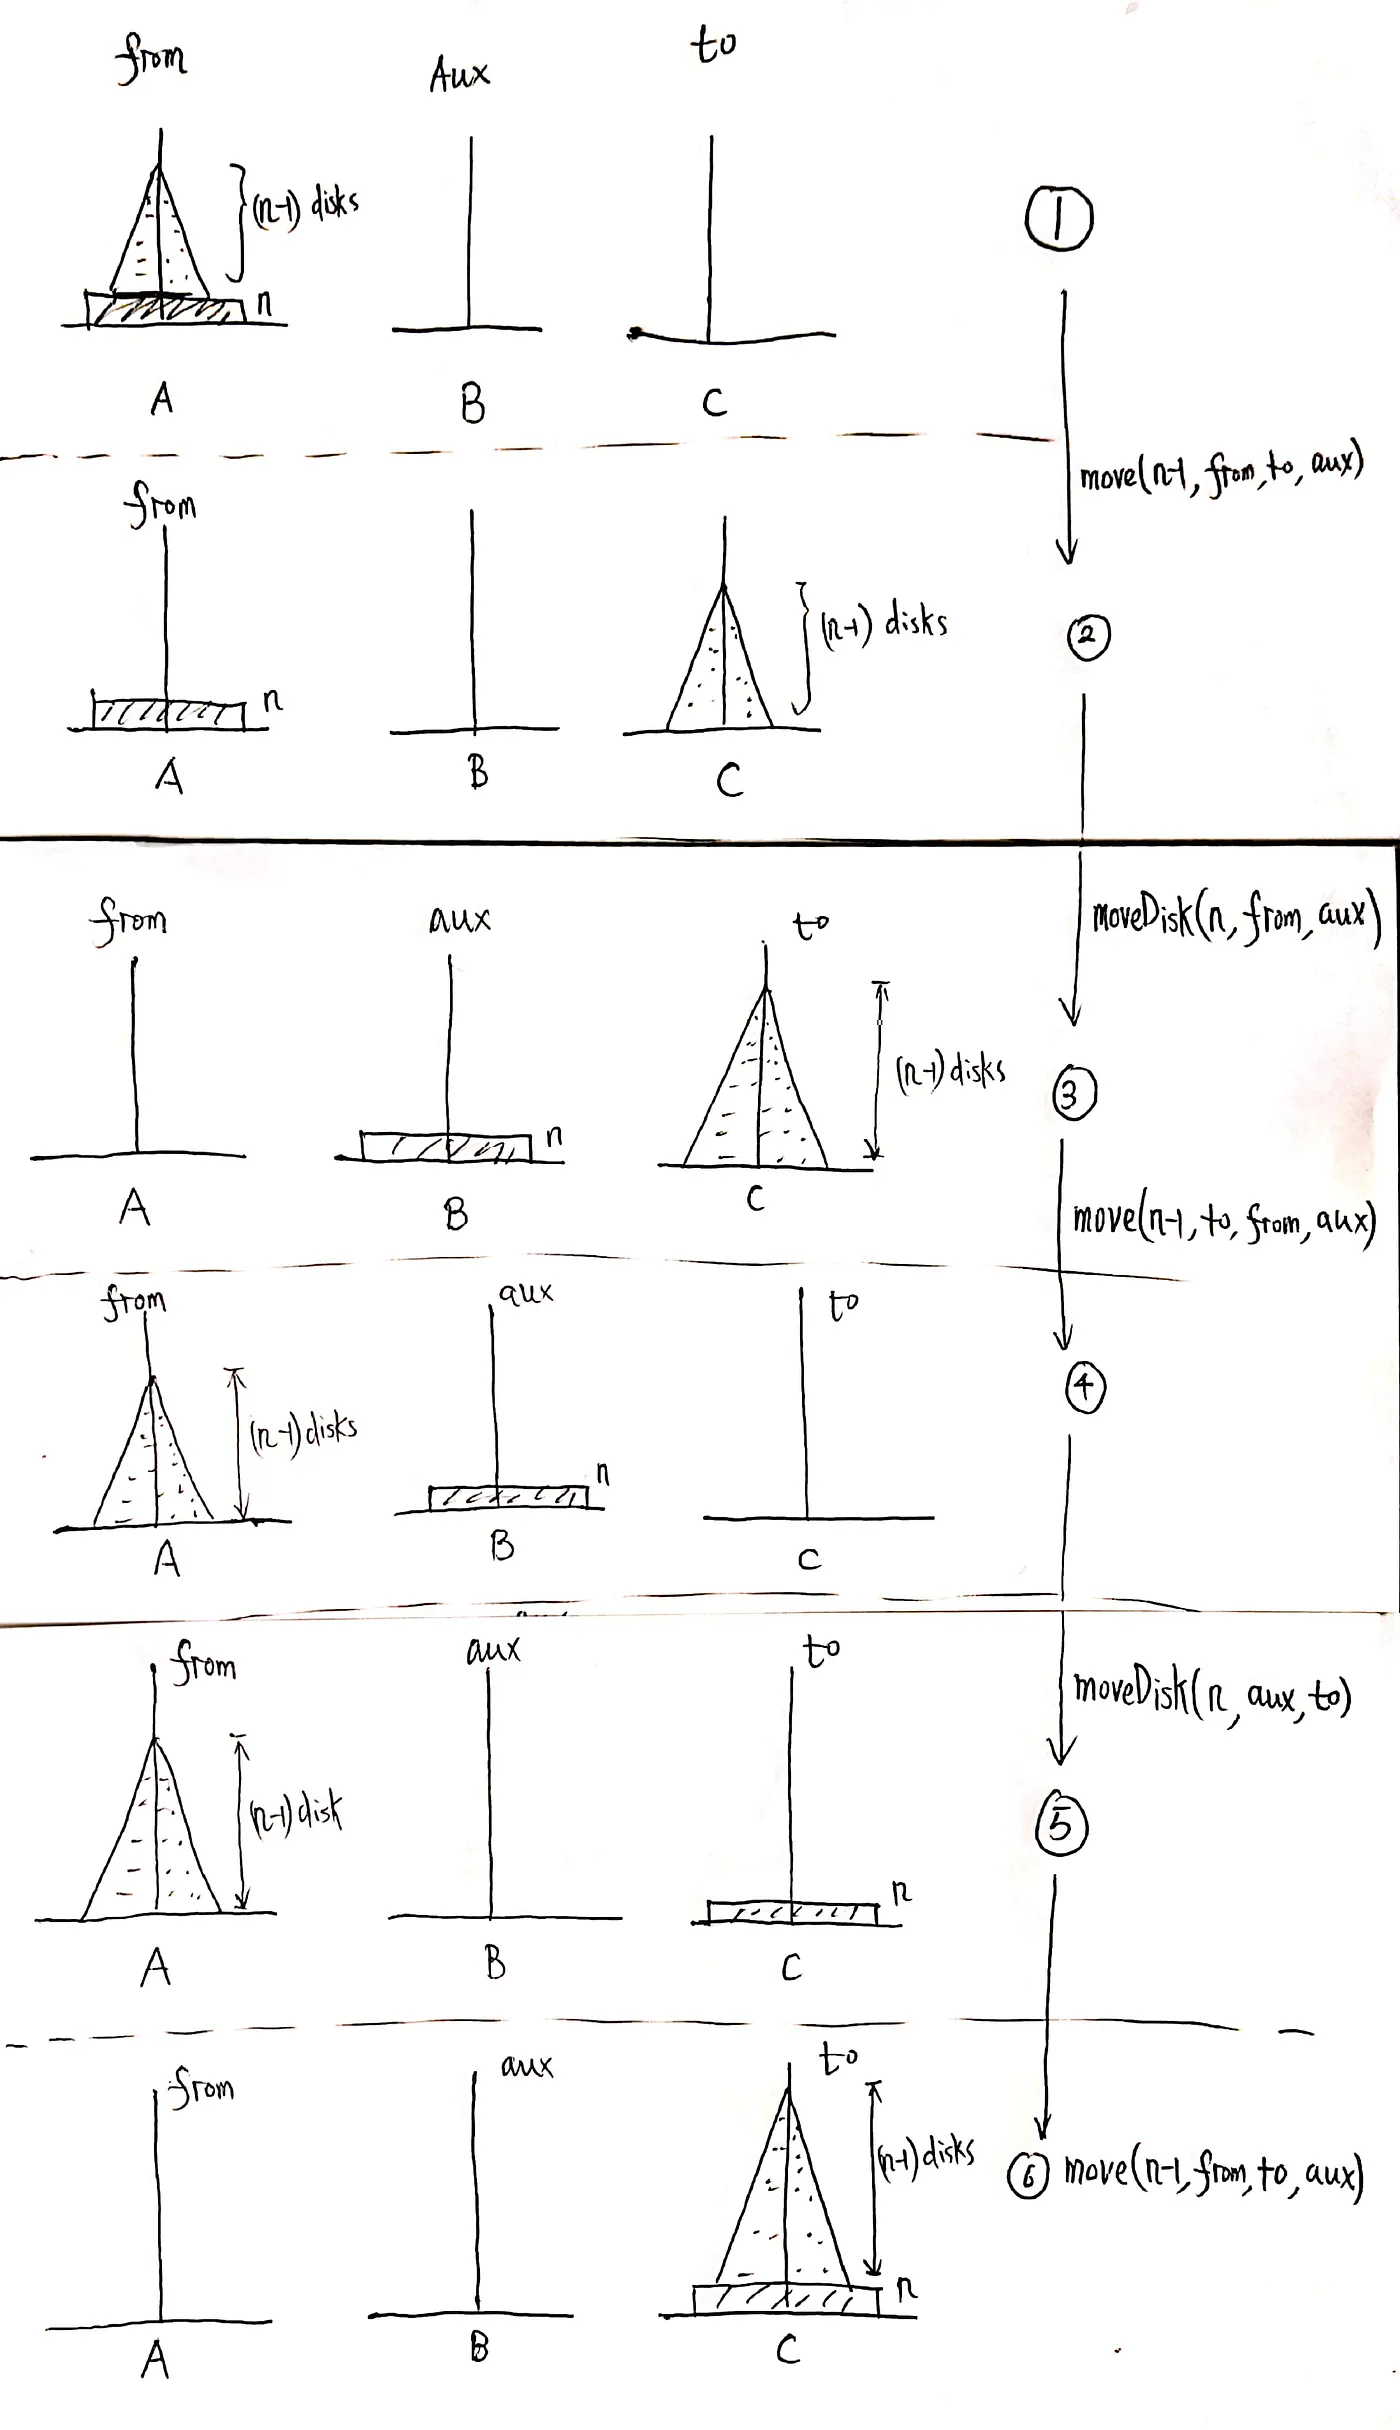 from Aux to
(n-1) disks
n
A B C
1
move(n-1, from, to, aux)
from
(n-1) disks
n
A B C
2
moveDisk(n, from, aux)
from aux to
(n-1) disks
n
A B C
3
move(n-1, to, from, aux)
from aux to
(n-1) disks
n
A B C
4
moveDisk(n, aux, to)
from aux to
(n-1) disk
n
A B C
5
from aux to
(n-1) disks
6 move(n-1, from, to, aux)
n
A B C